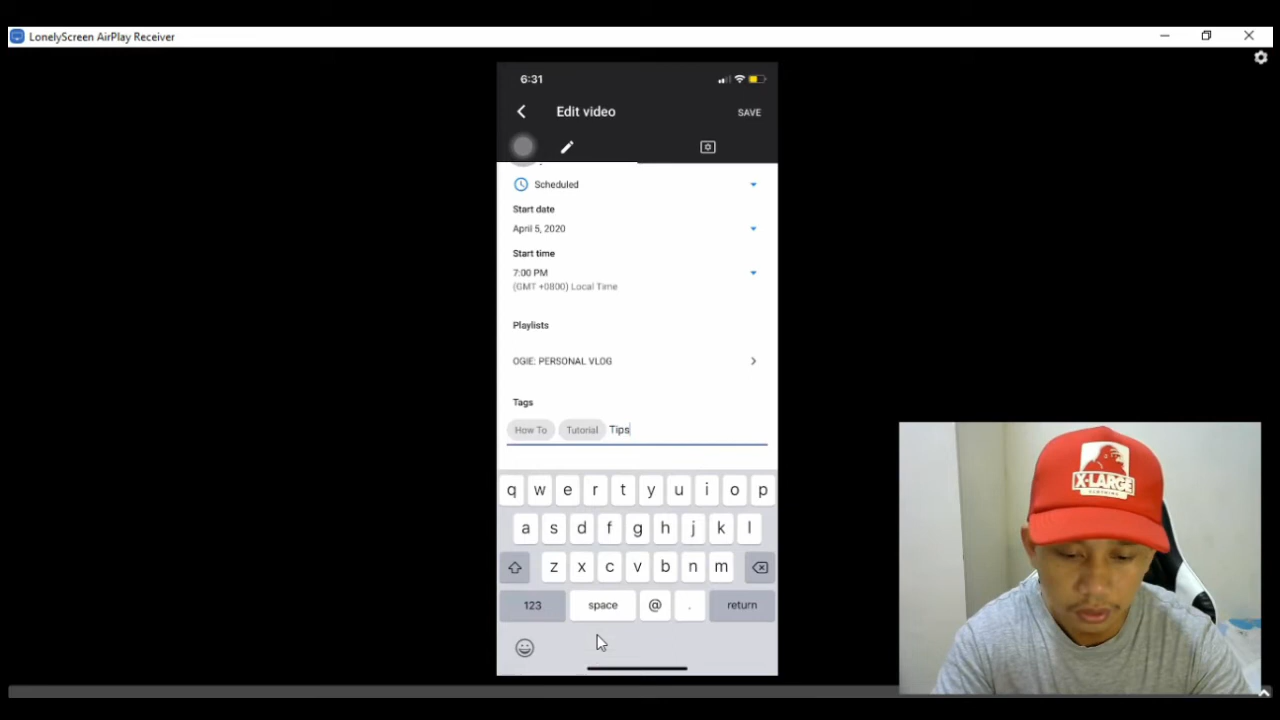 LonelyScreen AirPlay Receiver
6:31
Edit video
SAVE
Scheduled
Start date
April 5, 2020
Start time
7:00 PM
(GMT +0800) Local Time
Playlists
OGIE: PERSONAL VLOG
Tags
How To Tutorial Tips
q w e r t y u i o p
a s d f g h j k l
z x c v b n m
123 space @ . return
X-LARGE
CLOTHING